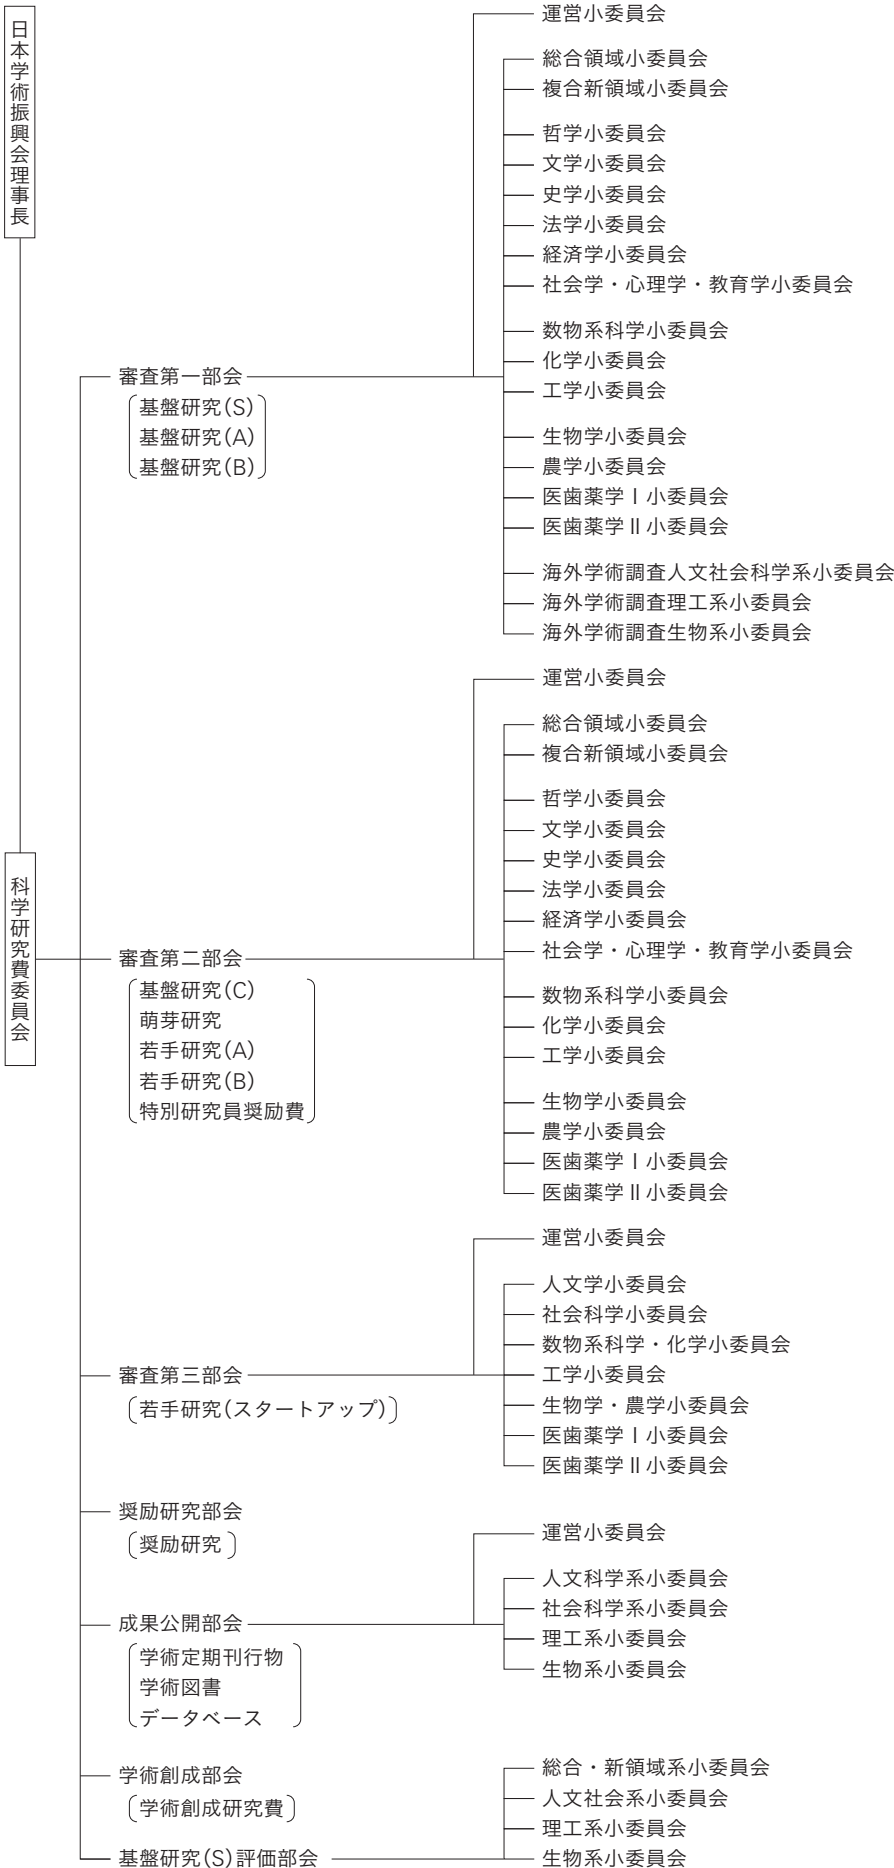 日本学術振興会理事長
科学研究費委員会
審査第一部会
基盤研究(S)
基盤研究(A)
基盤研究(B)
運営小委員会
総合領域小委員会
複合新領域小委員会
哲学小委員会
文学小委員会
史学小委員会
法学小委員会
経済学小委員会
社会学・心理学・教育学小委員会
数物系科学小委員会
化学小委員会
工学小委員会
生物学小委員会
農学小委員会
医歯薬学Ⅰ小委員会
医歯薬学Ⅱ小委員会
海外学術調査人文社会科学系小委員会
海外学術調査理工系小委員会
海外学術調査生物系小委員会
審査第二部会
基盤研究(C)
萌芽研究
若手研究(A)
若手研究(B)
特別研究員奨励費
運営小委員会
総合領域小委員会
複合新領域小委員会
哲学小委員会
文学小委員会
史学小委員会
法学小委員会
経済学小委員会
社会学・心理学・教育学小委員会
数物系科学小委員会
化学小委員会
工学小委員会
生物学小委員会
農学小委員会
医歯薬学Ⅰ小委員会
医歯薬学Ⅱ小委員会
審査第三部会
若手研究(スタートアップ)
運営小委員会
人文学小委員会
社会科学小委員会
数物系科学・化学小委員会
工学小委員会
生物学・農学小委員会
医歯薬学Ⅰ小委員会
医歯薬学Ⅱ小委員会
奨励研究部会
奨励研究
成果公開部会
学術定期刊行物
学術図書
データベース
運営小委員会
人文科学系小委員会
社会科学系小委員会
理工系小委員会
生物系小委員会
学術創成部会
学術創成研究費
基盤研究(S)評価部会
総合・新領域系小委員会
人文社会系小委員会
理工系小委員会
生物系小委員会